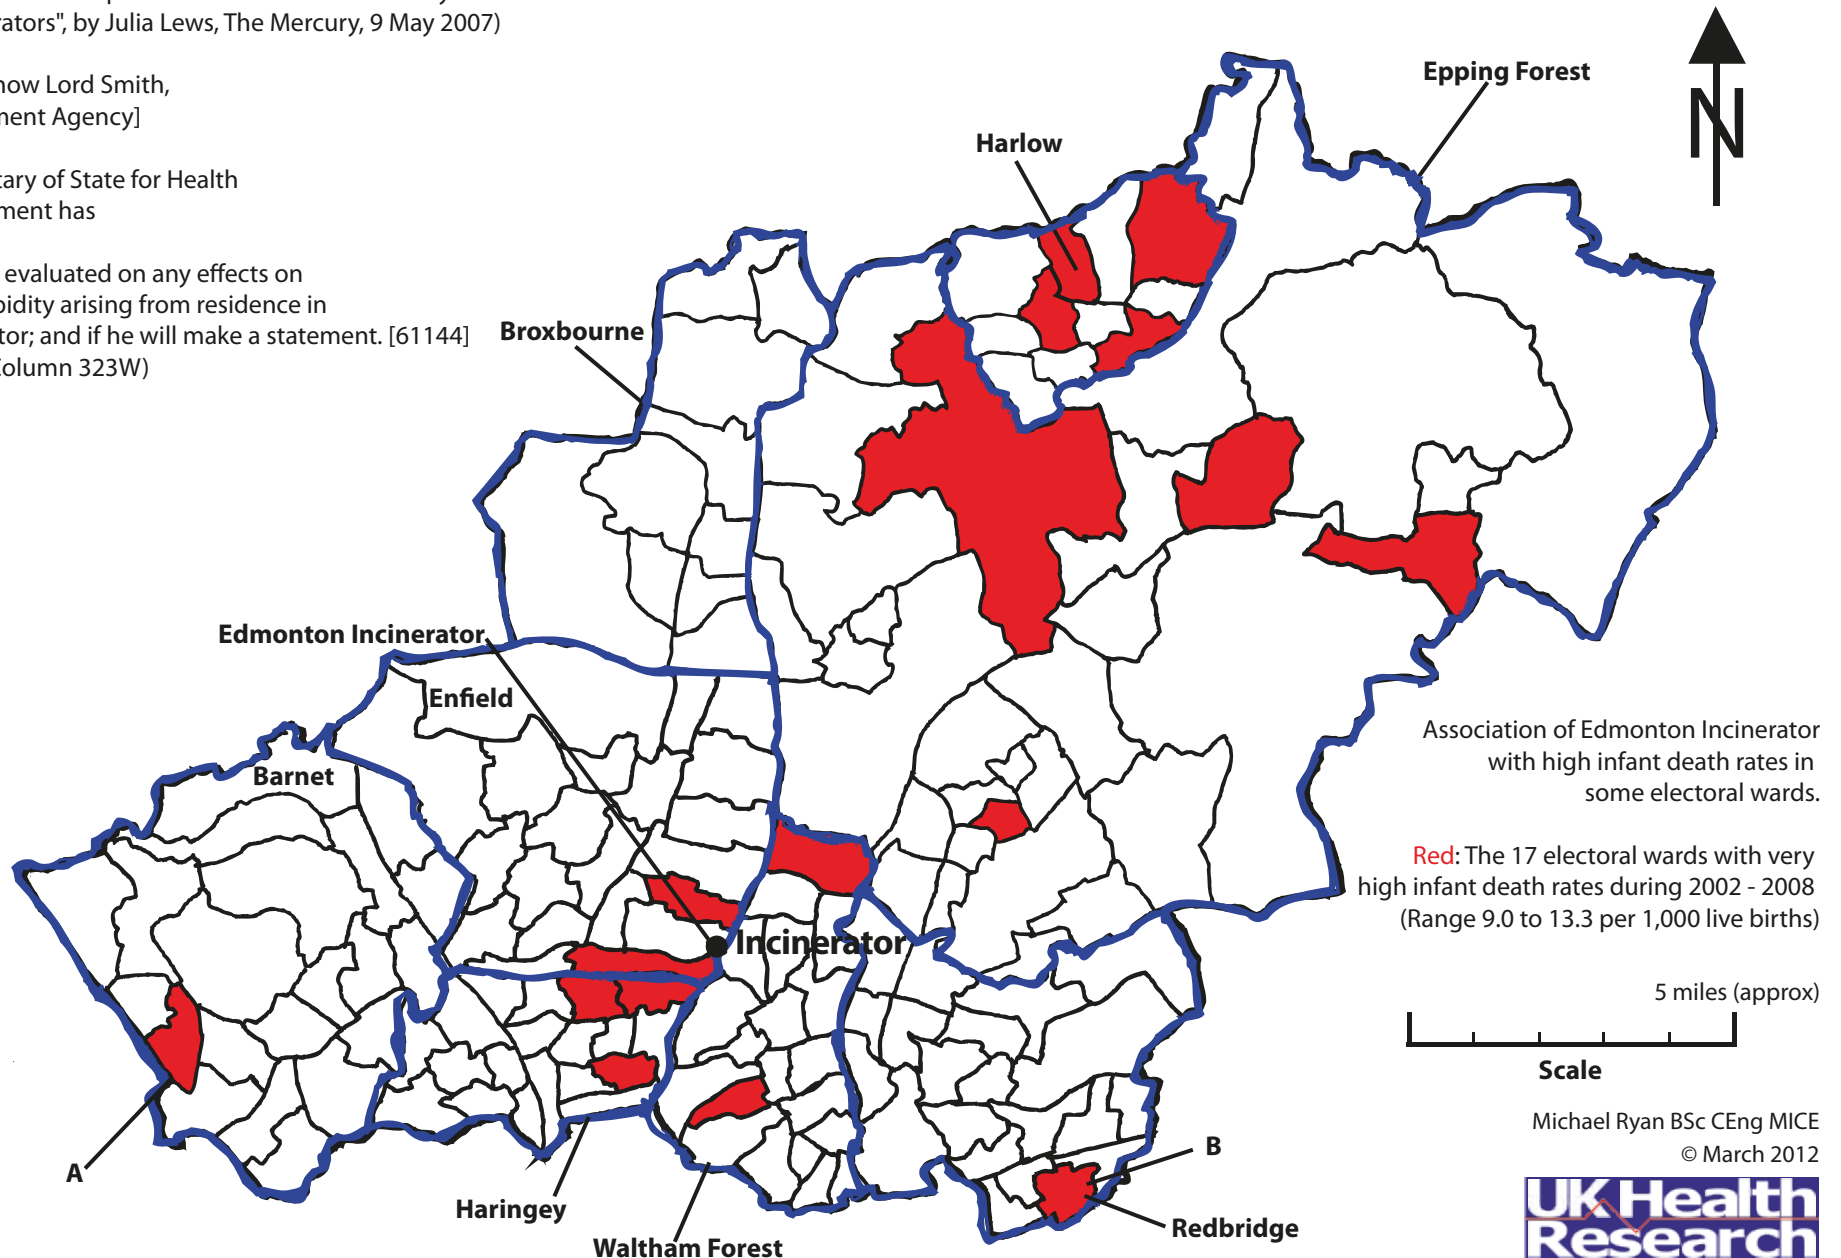 rators", by Julia Lews, The Mercury, 9 May 2007)
now Lord Smith,
ment Agency]
tary of State for Health
ment has
evaluated on any effects on
bidity arising from residence in
tor; and if he will make a statement. [61144]
Column 323W)
Epping Forest
N
Harlow
Broxbourne
Edmonton Incinerator
Enfield
Barnet
Incinerator
Association of Edmonton Incinerator
with high infant death rates in
some electoral wards.
Red: The 17 electoral wards with very
high infant death rates during 2002 - 2008
(Range 9.0 to 13.3 per 1,000 live births)
5 miles (approx)
Scale
Michael Ryan BSc CEng MICE
© March 2012
A
B
Haringey
Redbridge
Waltham Forest
UK Health
Research